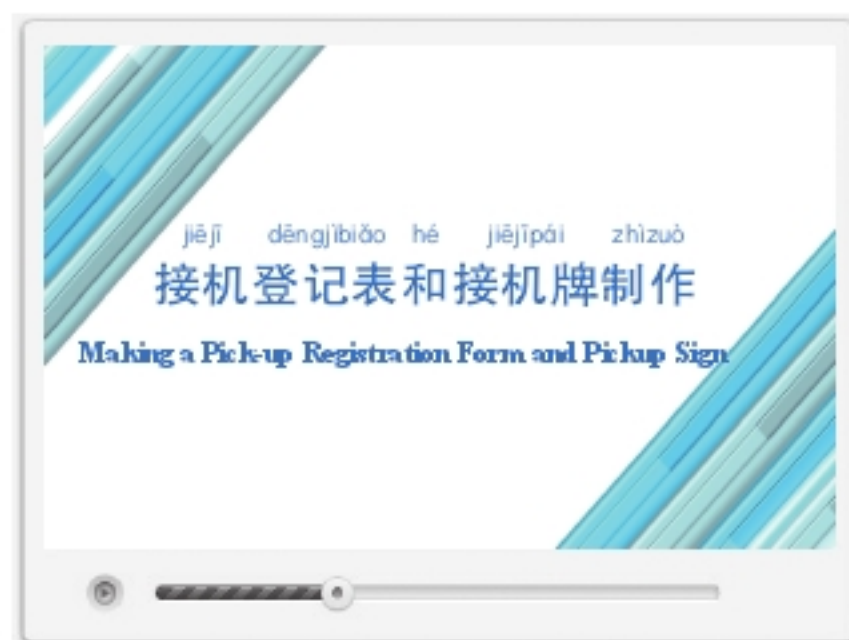 jiējī dēngjìbiǎo hé jiējīpái zhìzuò
接机登记表和接机牌制作
Making a Pick-up Registration Form and Pickup Sign